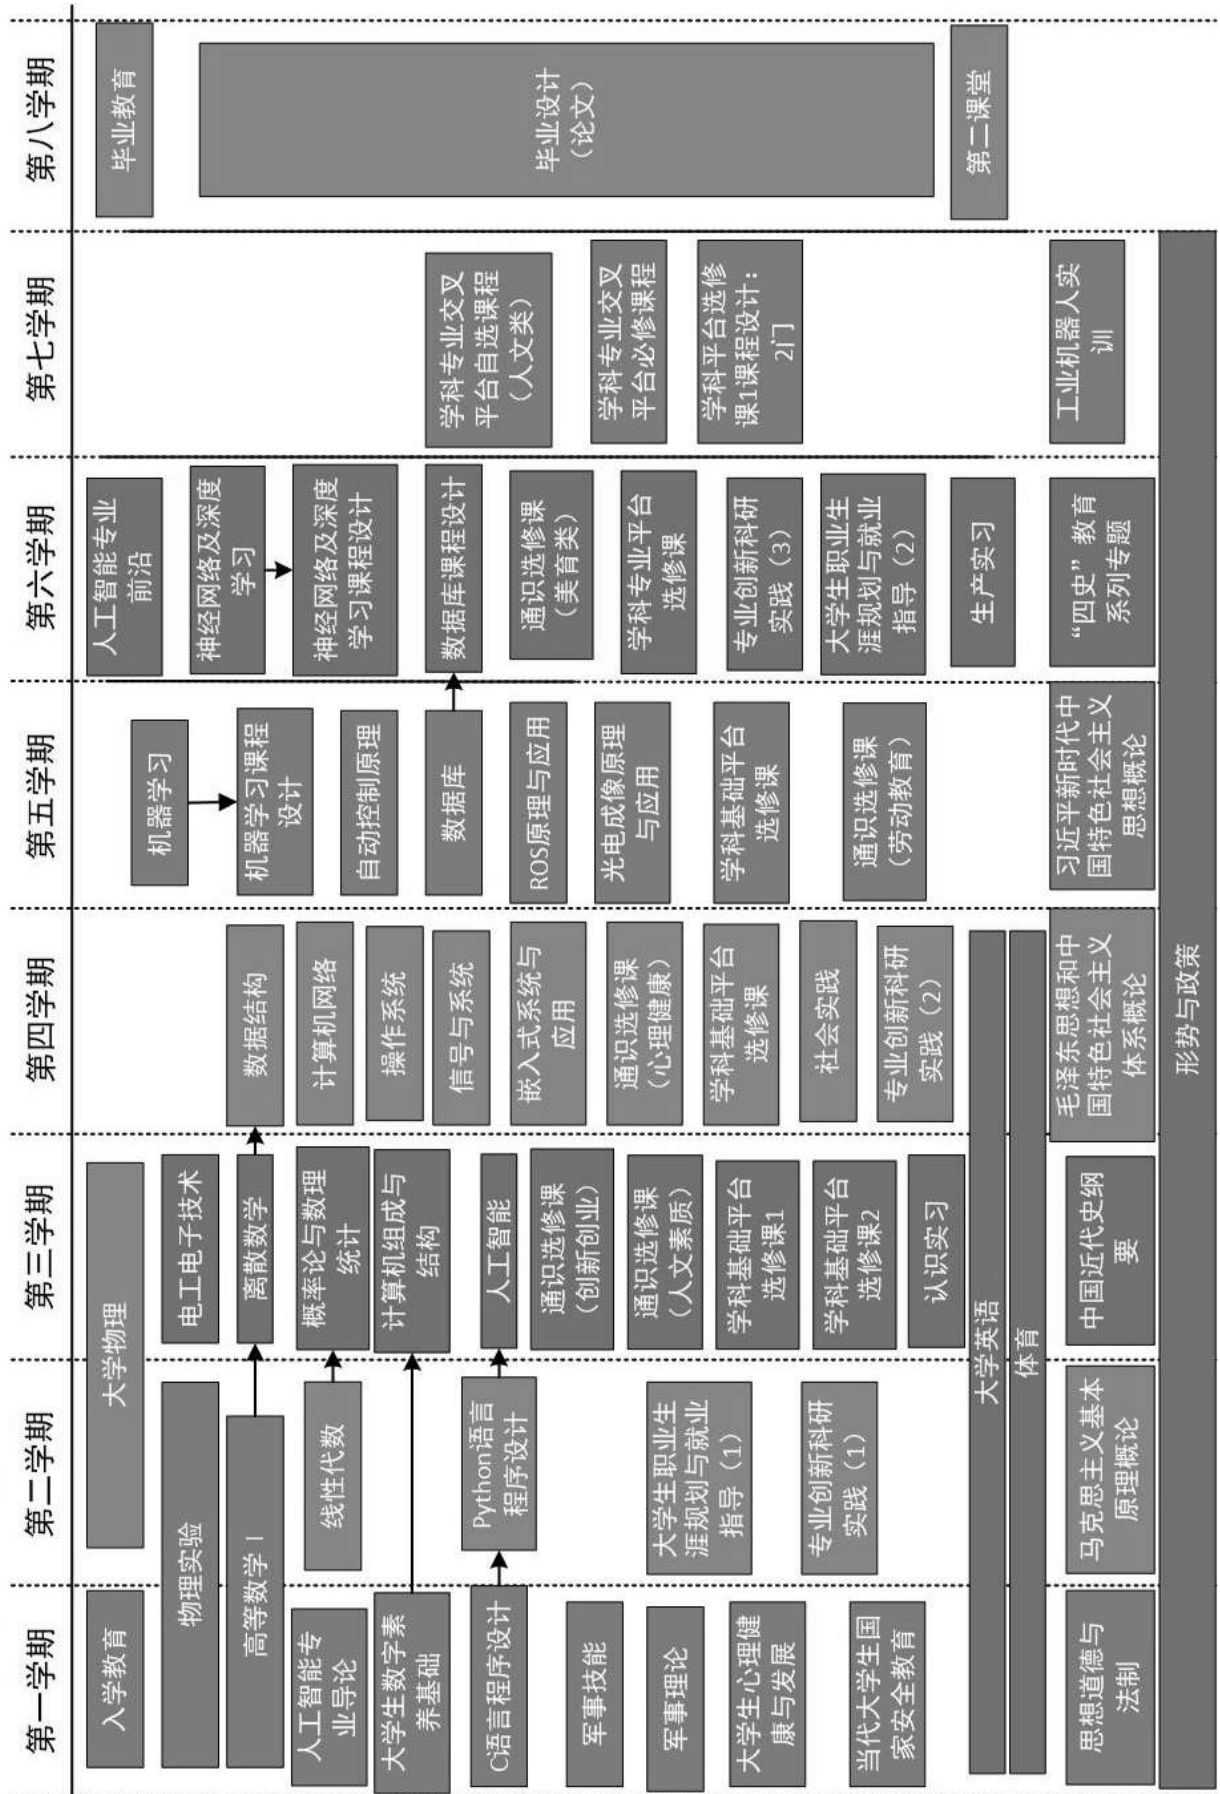 第一学期
入学教育
物理实验
高等数学 I
人工智能专
业导论
大学生数字素
养基础
C语言程序设计
军事技能
军事理论
大学生心理健
康与发展
当代大学生国
家安全教育
大学英语
体育
思想道德与
法制
形势与政策
第二学期
大学物理
线性代数
Python语言
程序设计
大学生职业生
涯规划与就业
指导（1）
专业创新科研
实践（1）
马克思主义基本
原理概论
第三学期
电工电子技术
离散数学
概率论与数理
统计
计算机组成与
结构
人工智能
通识选修课
（创新创业）
通识选修课
（人文素质）
学科基础平台
选修课1
学科基础平台
选修课2
认识实习
中国近代史纲
要
第四学期
数据结构
计算机网络
操作系统
信号与系统
嵌入式系统与
应用
通识选修课
（心理健康）
学科基础平台
选修课
社会实践
专业创新科研
实践（2）
毛泽东思想和中
国特色社会主义
体系概论
第五学期
机器学习
机器学习课程
设计
自动控制原理
数据库
ROS原理与应用
光电成像原理
与应用
学科基础平台
选修课
通识选修课
（劳动教育）
习近平新时代中
国特色社会主义
思想概论
第六学期
人工智能专业
前沿
神经网络及深度
学习
神经网络及深度
学习课程设计
数据库课程设计
通识选修课
（美育类）
学科专业平台
选修课
专业创新科研
实践（3）
大学生职业生
涯规划与就业
指导（2）
生产实习
“四史”教育
系列专题
第七学期
学科专业交叉
平台自选课程
（人文类）
学科专业交叉
平台必修课程
学科平台选修
课1课程设计：
2门
工业机器人实
训
第八学期
毕业教育
毕业设计
（论文）
第二课堂